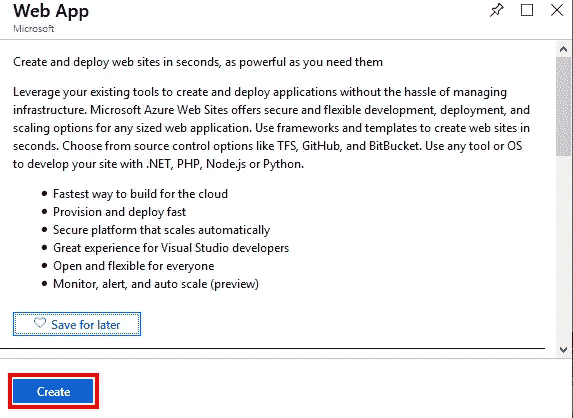 Web App
Microsoft
Create and deploy web sites in seconds, as powerful as you need them
Leverage your existing tools to create and deploy applications without the hassle of managing
infrastructure. Microsoft Azure Web Sites offers secure and flexible development, deployment, and
scaling options for any sized web application. Use frameworks and templates to create web sites in
seconds. Choose from source control options like TFS, GitHub, and BitBucket. Use any tool or OS
to develop your site with .NET, PHP, Node.js or Python.
• Fastest way to build for the cloud
• Provision and deploy fast
• Secure platform that scales automatically
• Great experience for Visual Studio developers
• Open and flexible for everyone
• Monitor, alert, and auto scale (preview)
Save for later
Create